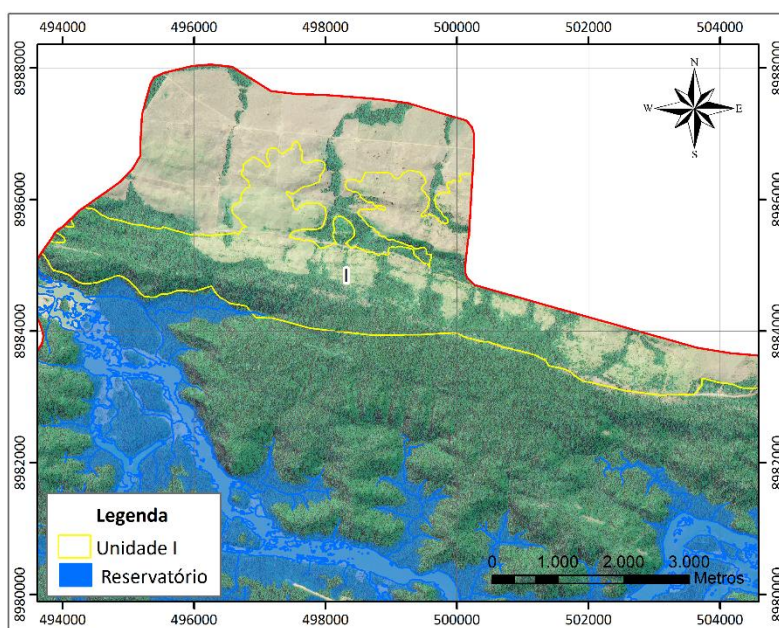 494000 496000 498000 500000 502000 504000
8988000 8988000
N
W E
S
8986000 8986000
I
8984000 8984000
8982000 8982000
Legenda
Unidade I
Reservatório
0 1.000 2.000 3.000
Metros
8980000 8980000
494000 496000 498000 500000 502000 504000